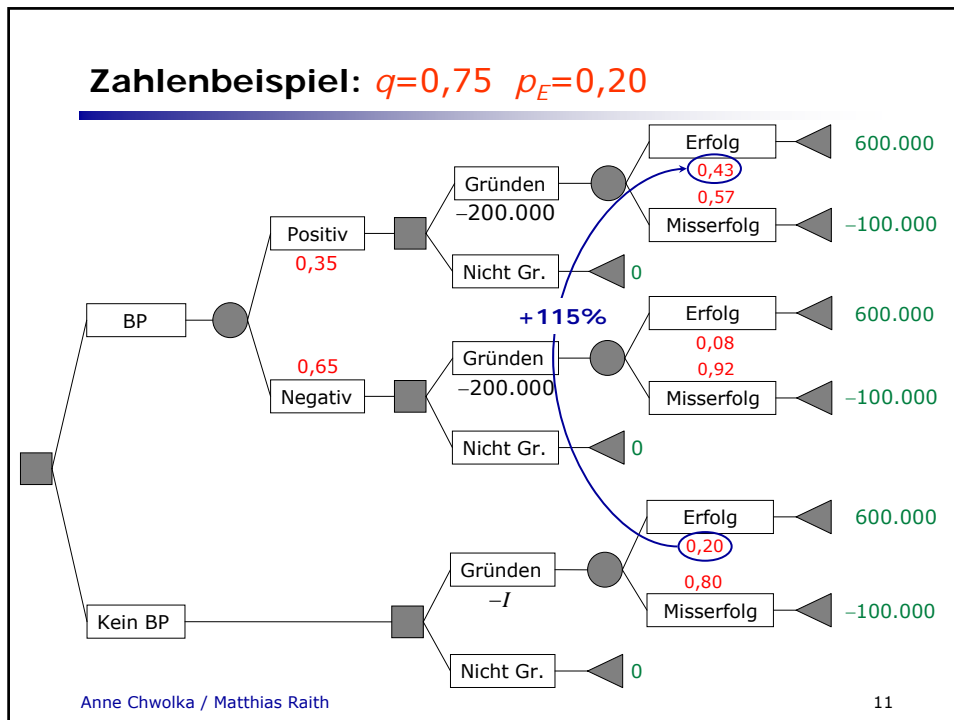 Zahlenbeispiel: q=0,75 p_E=0,20
Erfolg
600.000
0,43
0,57
Gründen
−200.000
Misserfolg
−100.000
Positiv
0,35
Nicht Gr.
0
BP
+115%
Erfolg
600.000
0,08
0,92
0,65
Gründen
−200.000
Negativ
Misserfolg
−100.000
Nicht Gr.
0
Erfolg
600.000
0,20
0,80
Gründen
−I
Kein BP
Misserfolg
−100.000
Nicht Gr.
0
Anne Chwolka / Matthias Raith
11